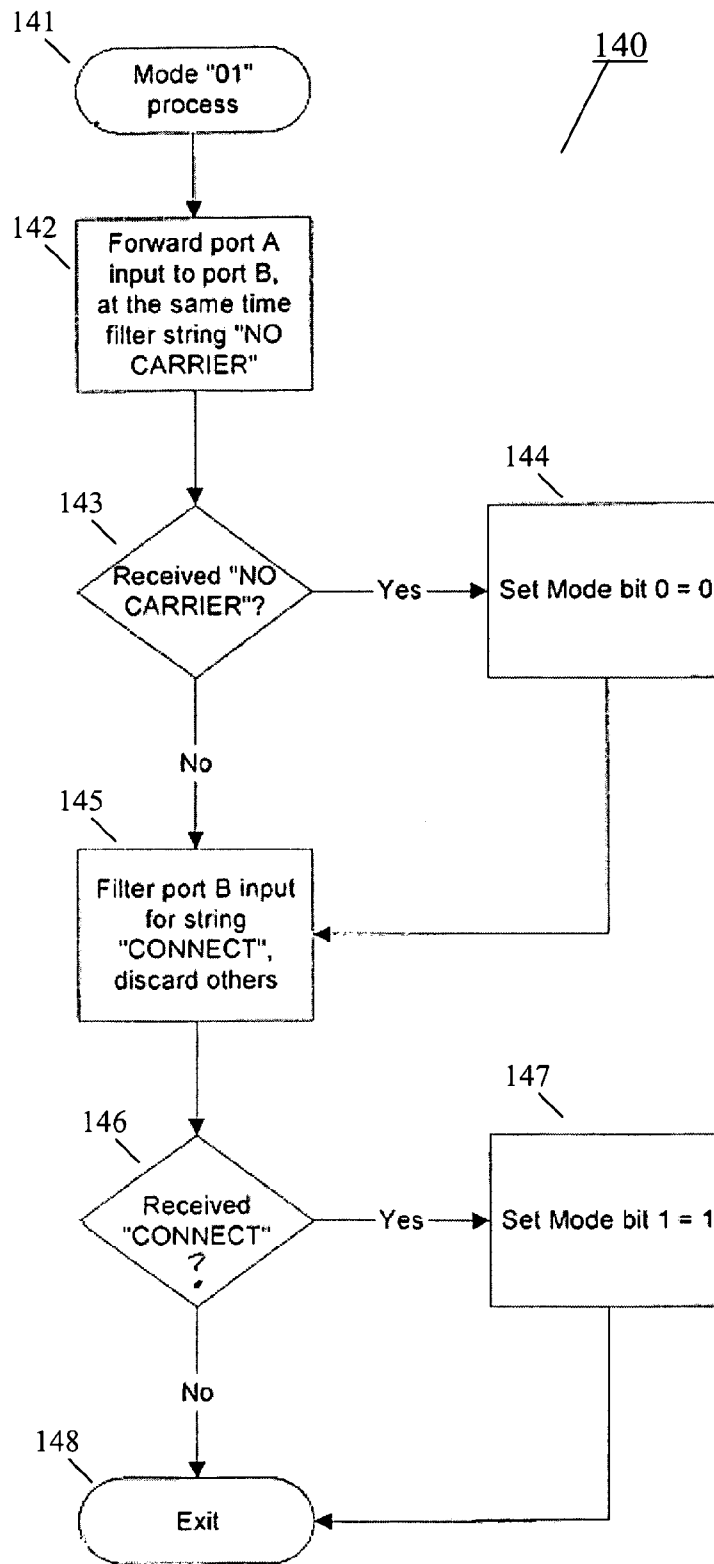 141
140
Mode "01"
process
142
Forward port A
input to port B,
at the same time
filter string "NO
CARRIER"
143
144
Received "NO
CARRIER"?
Yes
Set Mode bit 0 = 0
No
145
Filter port B input
for string
"CONNECT",
discard others
146
147
Received
"CONNECT"
?
Yes
Set Mode bit 1 = 1
No
148
Exit